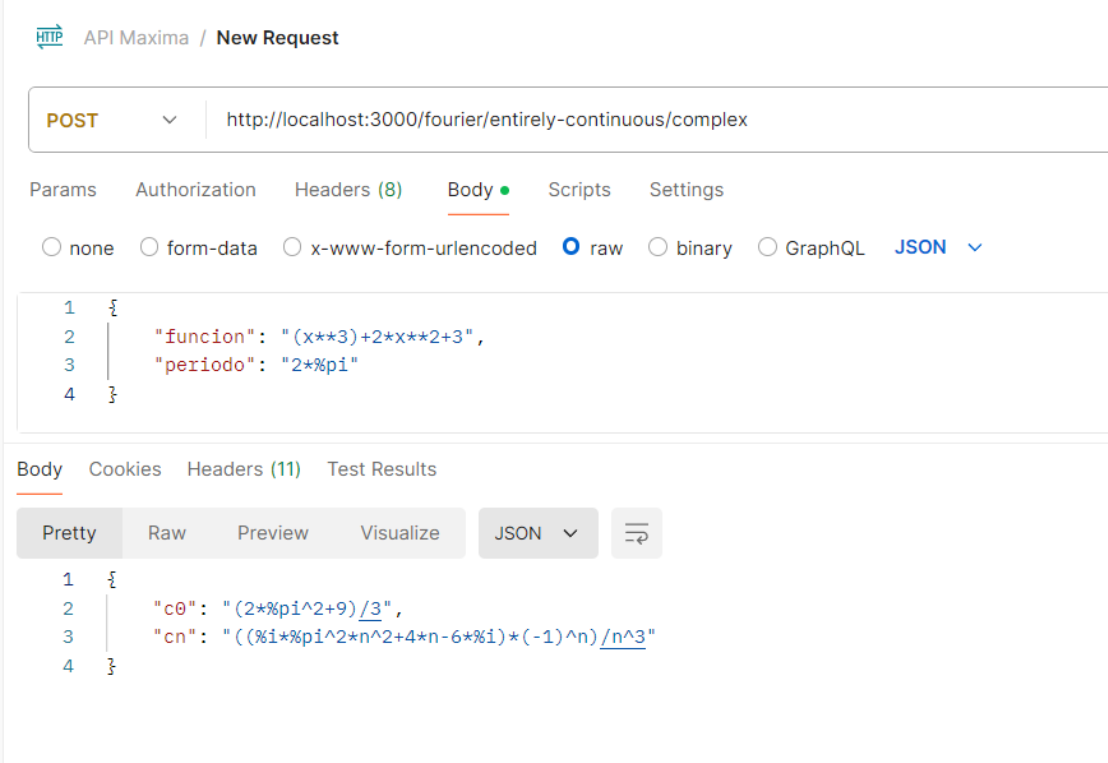 HTTP API Maxima / New Request
POST http://localhost:3000/fourier/entirely-continuous/complex
Params Authorization Headers (8) Body Scripts Settings
none form-data x-www-form-urlencoded raw binary GraphQL JSON
1 {
2 "funcion": "(x**3)+2*x**2+3",
3 "periodo": "2*%pi"
4 }
Body Cookies Headers (11) Test Results
Pretty Raw Preview Visualize JSON
1 {
2 "c0": "(2*%pi^2+9)/3",
3 "cn": "((%i*%pi^2*n^2+4*n-6*%i)*(-1)^n)/n^3"
4 }